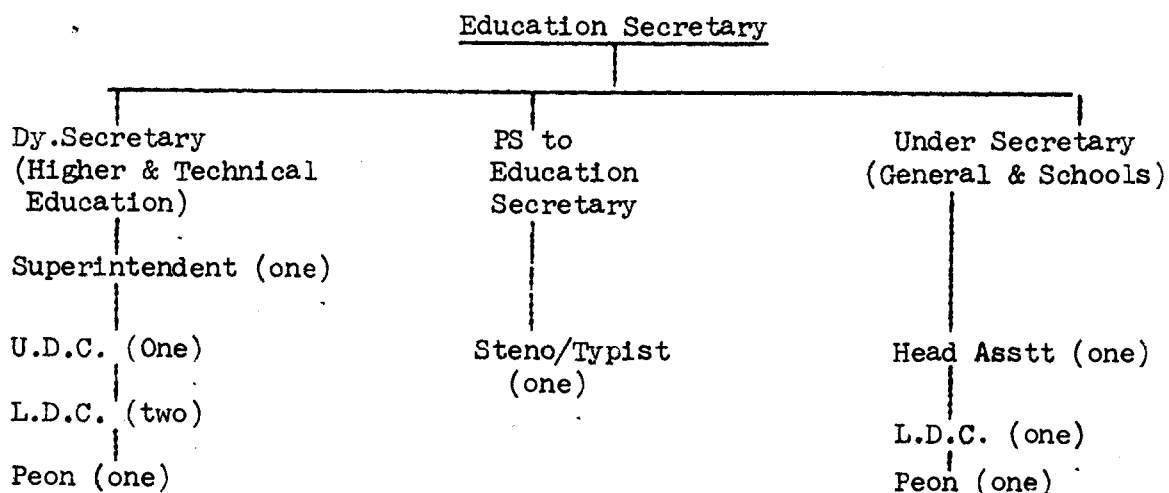 Education Secretary
Dy.Secretary
(Higher & Technical
Education)
Superintendent (one)
U.D.C. (One)
L.D.C. (two)
Peon (one)
PS to
Education
Secretary
Steno/Typist
(one)
Under Secretary
(General & Schools)
Head Asstt (one)
L.D.C. (one)
Peon (one)